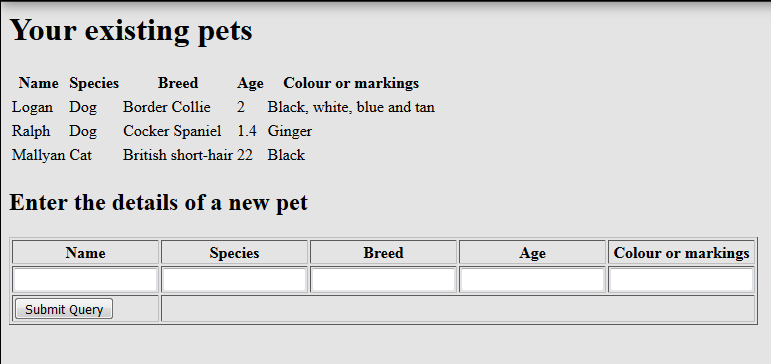 Your existing pets
Name Species Breed Age Colour or markings
Logan Dog Border Collie 2 Black, white, blue and tan
Ralph Dog Cocker Spaniel 1.4 Ginger
Mallyan Cat British short-hair 22 Black
Enter the details of a new pet
Name Species Breed Age Colour or markings
Submit Query